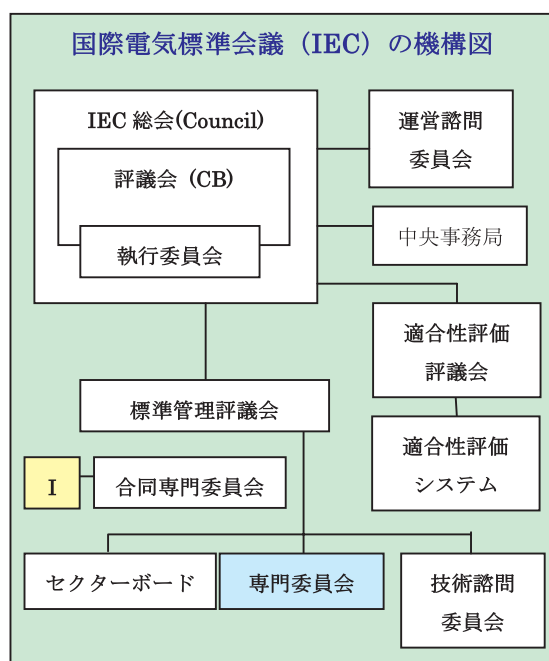 国際電気標準会議（IEC）の機構図
IEC 総会(Council)
評議会 (CB)
執行委員会
運営諮問
委員会
中央事務局
適合性評価
評議会
適合性評価
システム
標準管理評議会
I
合同専門委員会
セクターボード
専門委員会
技術諮問
委員会